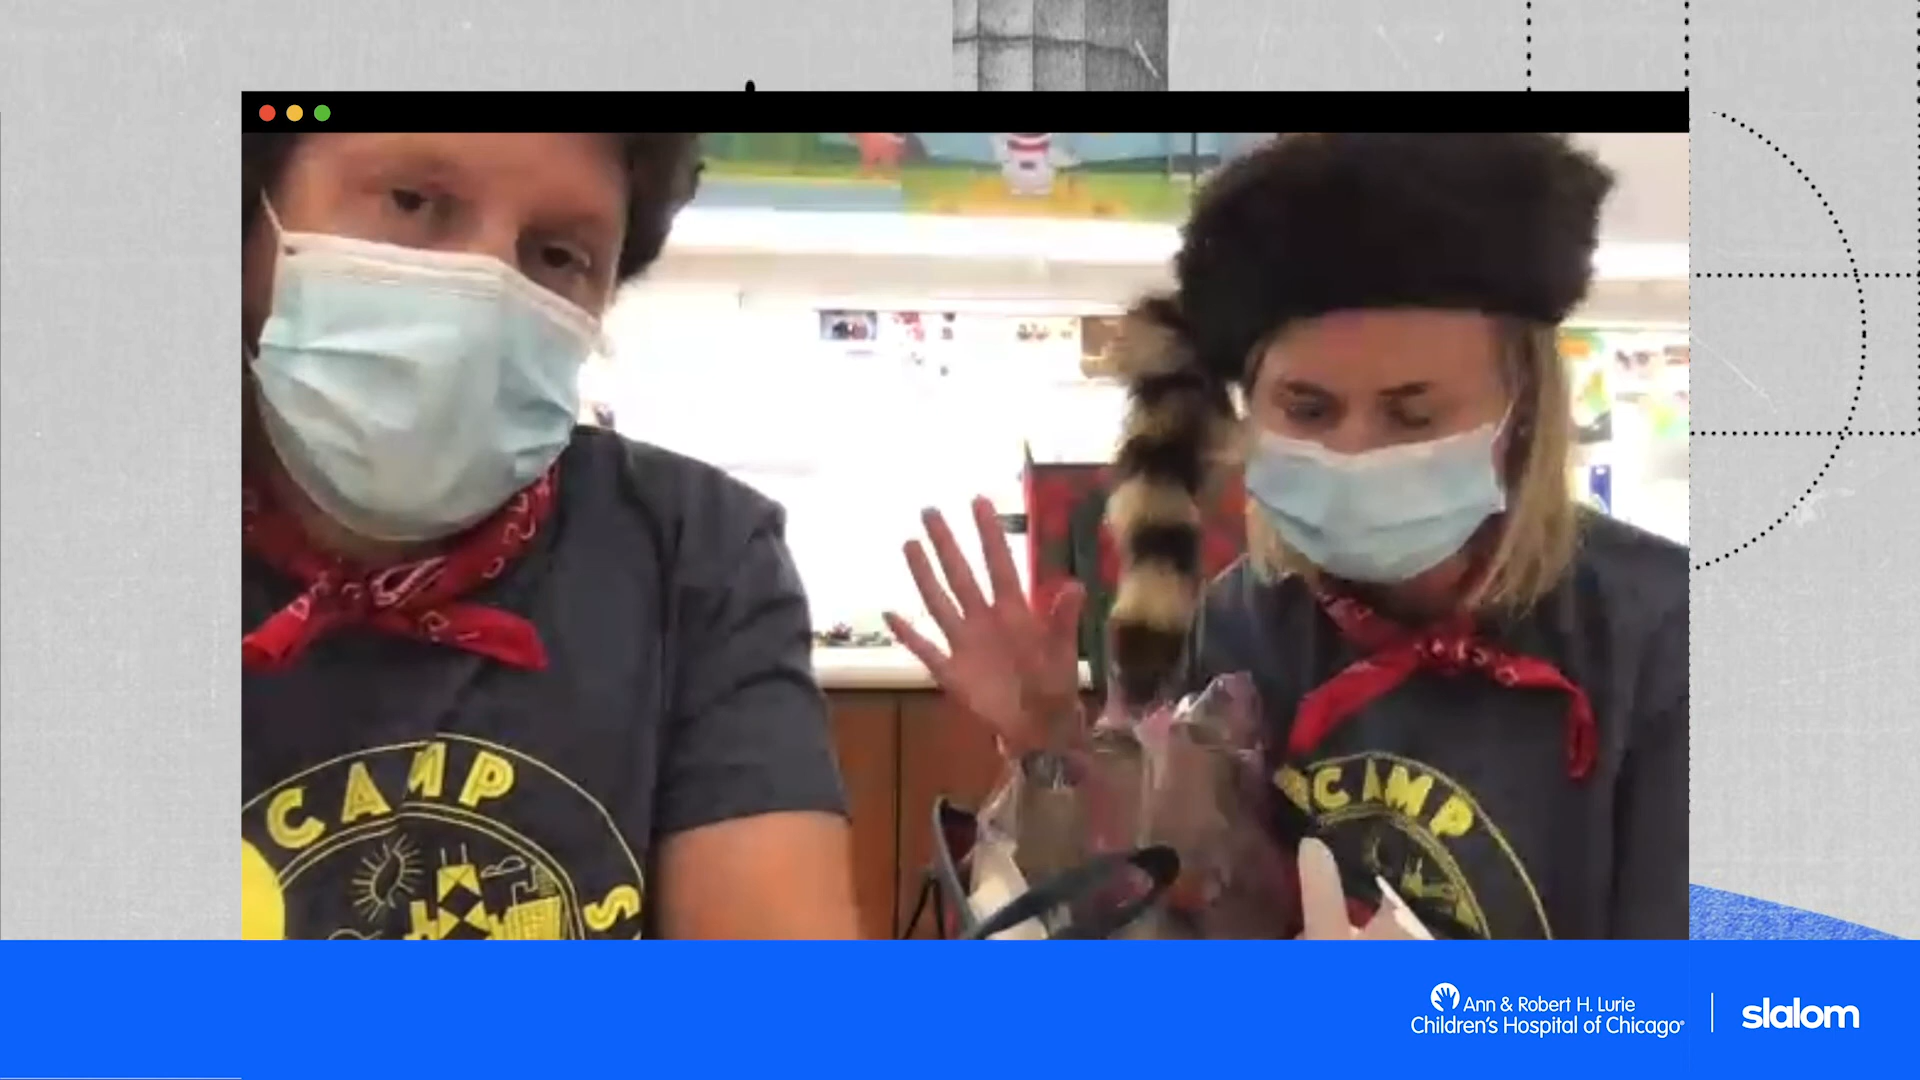 CAMP
CAMP
S
Ann & Robert H. Lurie
Children's Hospital of Chicago®
slalom